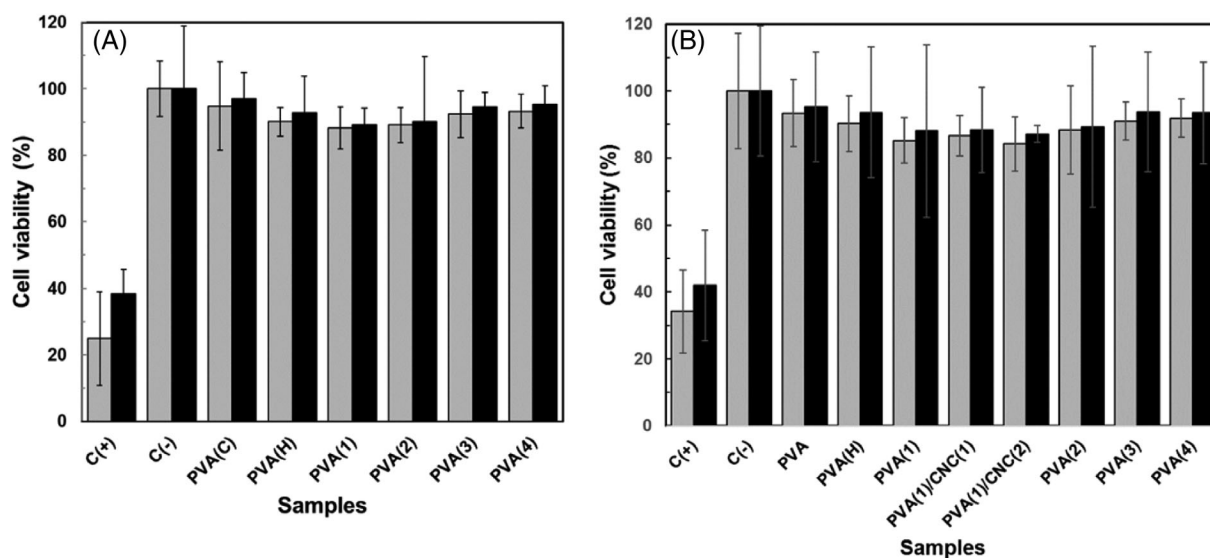 (A)
Cell viability (%)
120
100
80
60
40
20
0
C(+)
C(-)
PVA(C)
PVA(H)
PVA(1)
PVA(2)
PVA(3)
PVA(4)
Samples
(B)
Cell viability (%)
120
100
80
60
40
20
0
C(+)
C(-)
PVA
PVA(H)
PVA(1)
PVA(1)/CNC(1)
PVA(1)/CNC(2)
PVA(2)
PVA(3)
PVA(4)
Samples